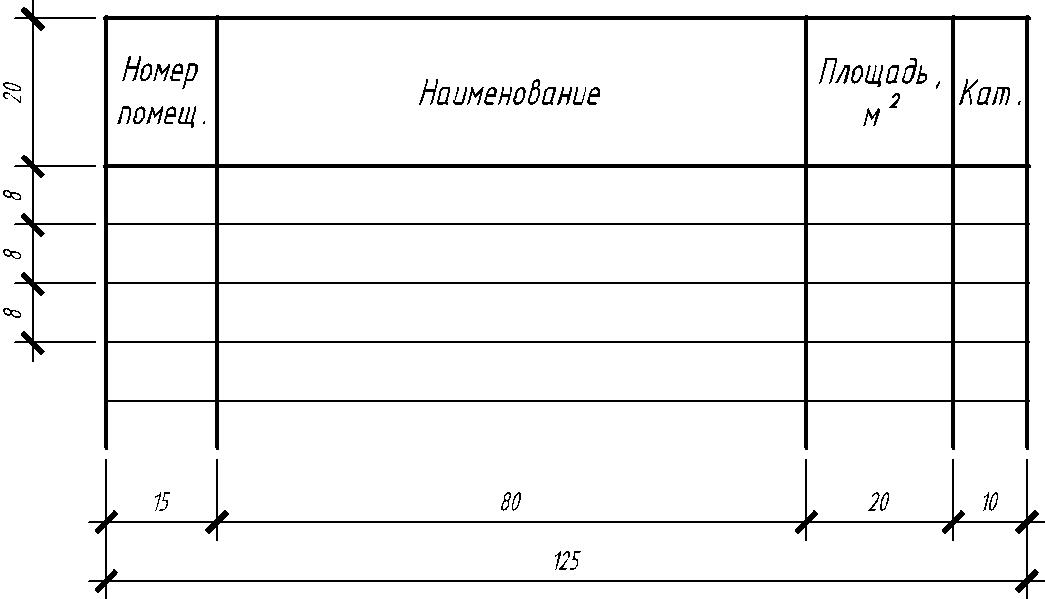 Номер
помещ.
Наименование
Площадь,
м²
Кат.
20
8
8
8
15
80
20
10
125